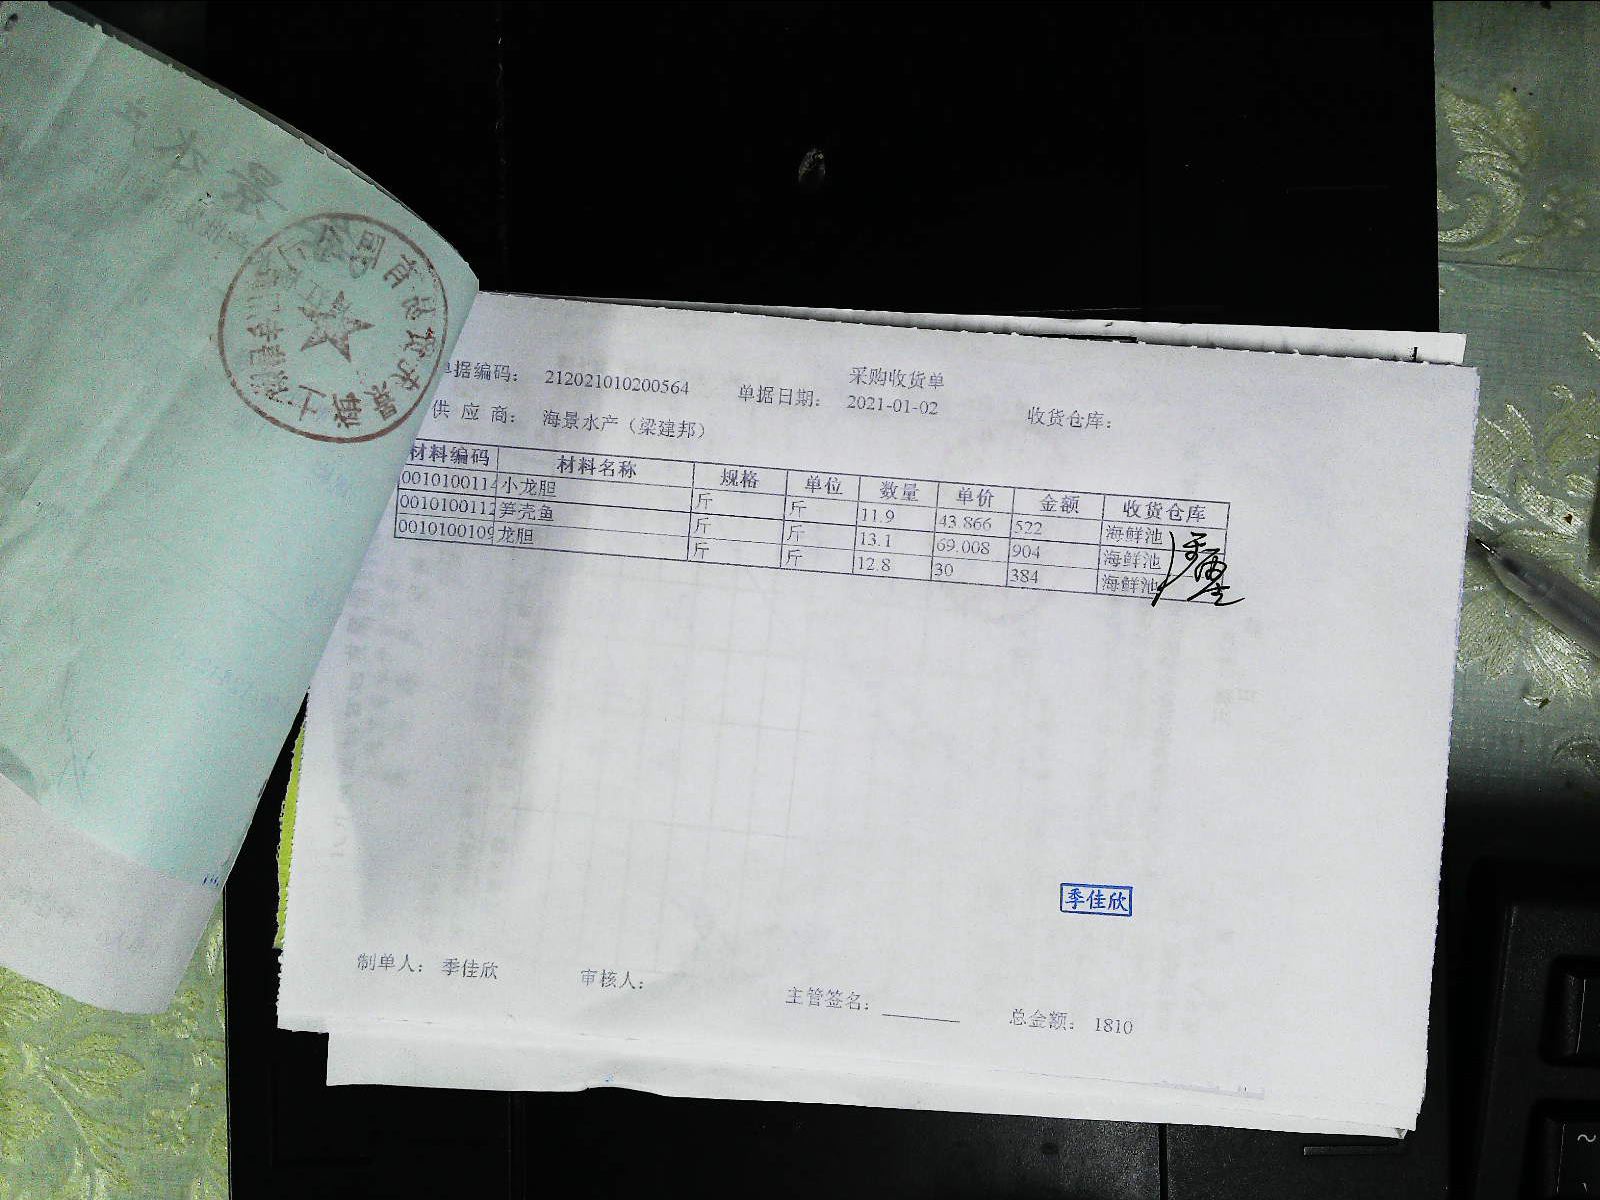 采购收货单
单据编码： 212021010200564 单据日期： 2021-01-02 收货仓库：
供 应 商： 海景水产（梁建邦）
材料编码 材料名称 规格 单位 数量 单价 金额 收货仓库
0010100114 小龙胆 斤 斤 11.9 43.866 522 海鲜池
0010100112 笋壳鱼 斤 斤 13.1 69.008 904 海鲜池
0010100109 龙胆 斤 斤 12.8 30 384 海鲜池
季佳欣
制单人： 季佳欣 审核人： 主管签名： 总金额： 1810